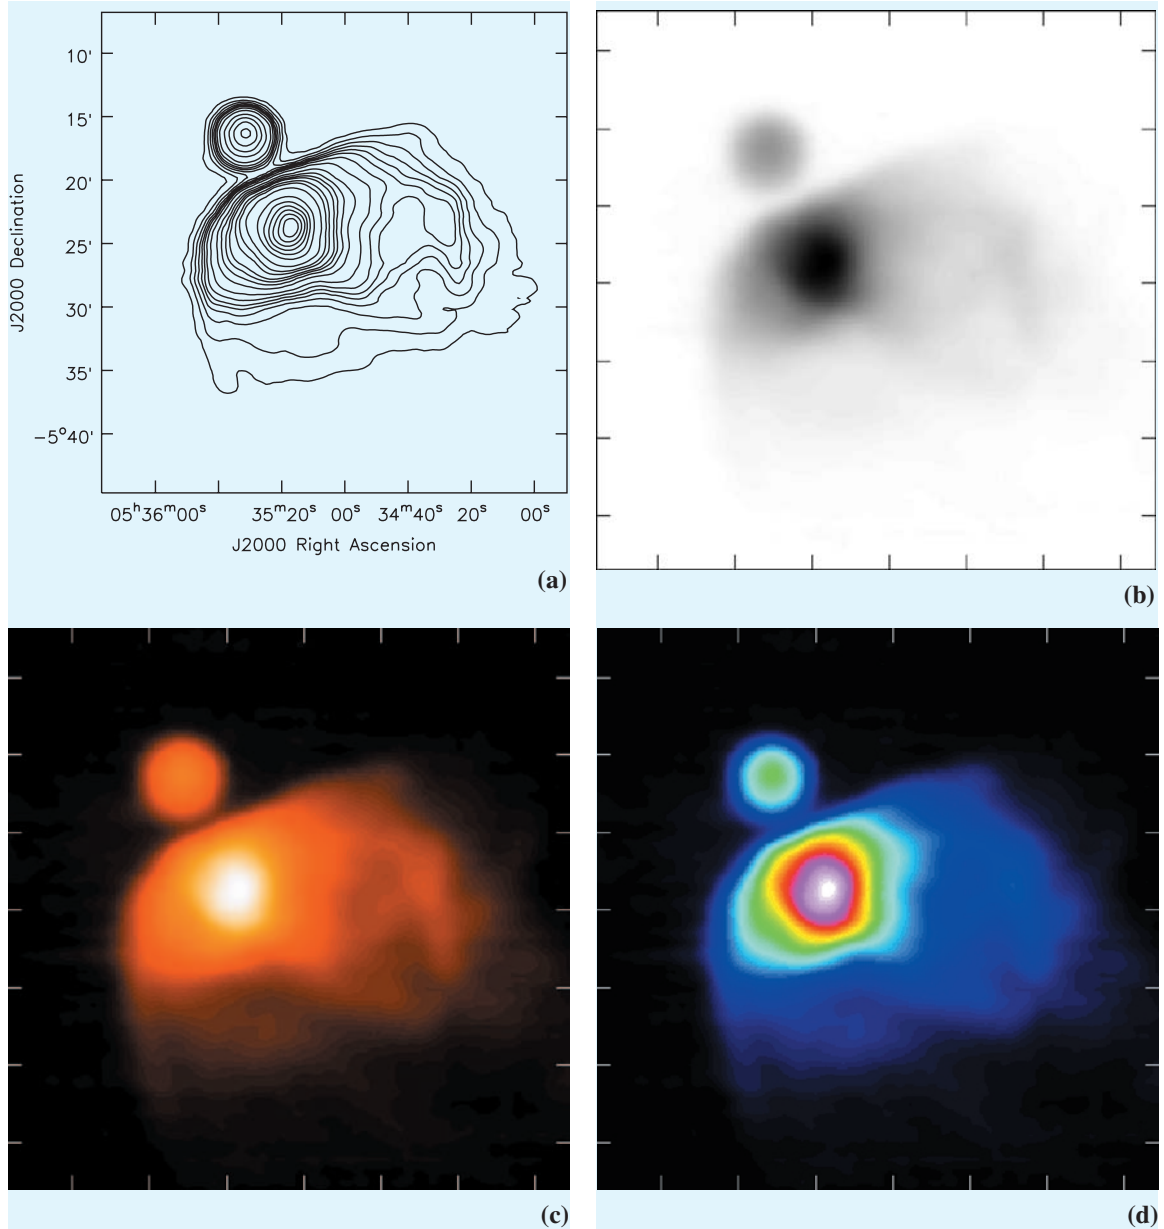 10'
15'
20'
25'
30'
35'
−5°40'
J2000 Declination
05ʰ36ᵐ00ˢ 35ᵐ20ˢ 00ˢ 34ᵐ40ˢ 20ˢ 00ˢ
J2000 Right Ascension
(a)
(b)
(c)
(d)